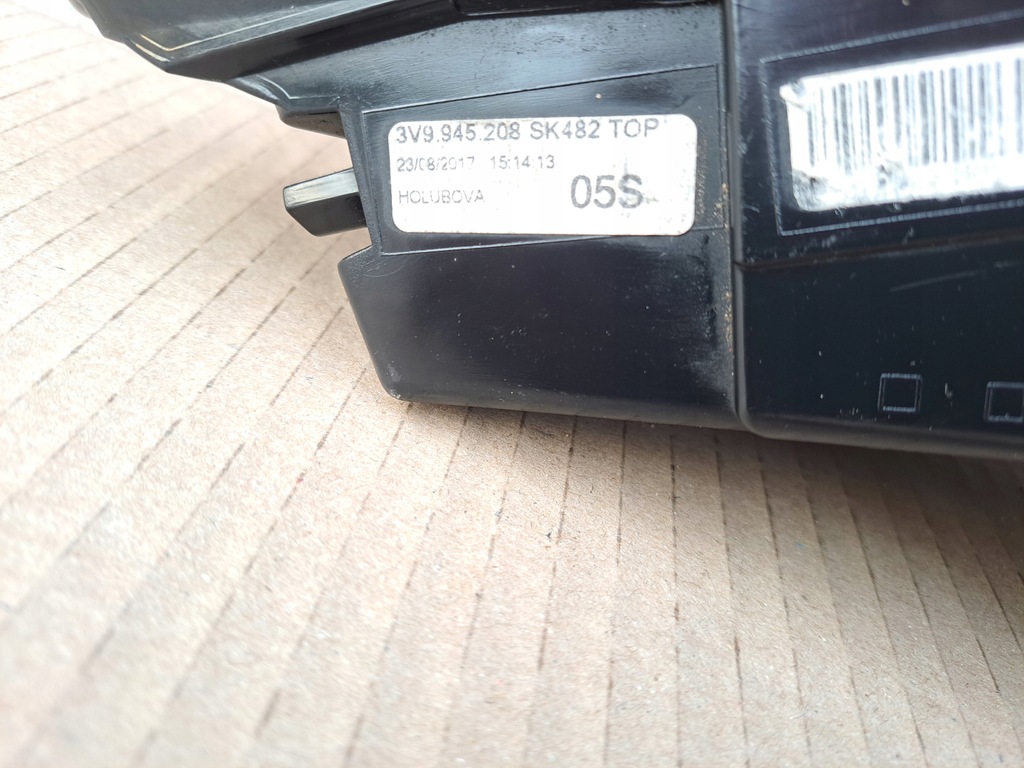 3V9.945.208 SK482 TOP
23/08/2017 15:14:13
HOLUBOVA 05S